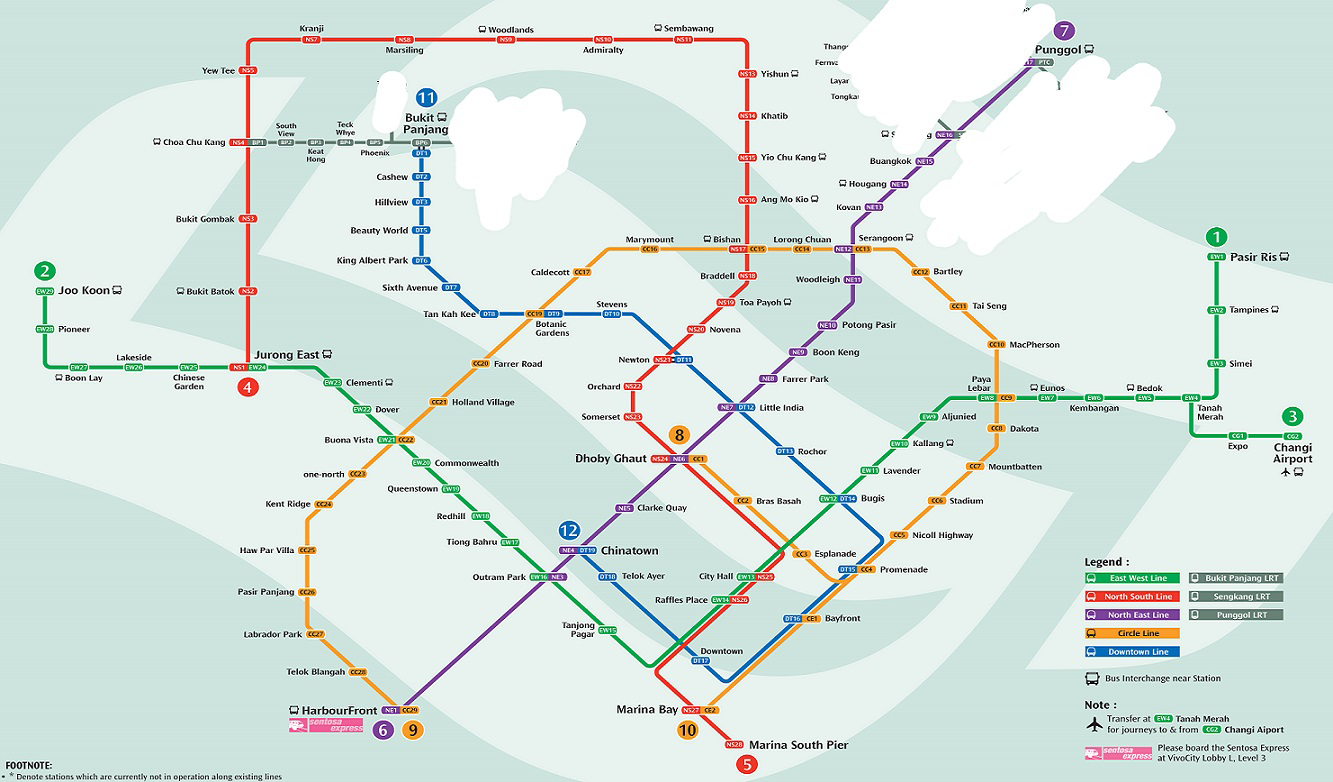 Kranji
NS7
Marsiling
NS8
Woodlands
NS9
Admiralty
NS10
Sembawang
NS11
Yew Tee
NS5
Yishun
NS13
Khatib
NS14
Yio Chu Kang
NS15
Ang Mo Kio
NS16
7
Punggol
PTC
Layar
NE16
Buangkok
NE15
Hougang
NE14
Kovan
NE13
11
Bukit
Panjang
BP6
DT1
Choa Chu Kang
NS4
BP1
South
View
BP2
Keat
Hong
BP3
Teck
Whye
BP4
Phoenix
BP5
Cashew
DT2
Hillview
DT3
Beauty World
DT5
King Albert Park
DT6
Sixth Avenue
DT7
Tan Kah Kee
DT8
Bukit Gombak
NS3
Bukit Batok
NS2
Marymount
CC16
Bishan
NS17 CC15
Lorong Chuan
CC14
Serangoon
NE12 CC13
Caldecott
CC17
Braddell
NS18
Toa Payoh
NS19
Novena
NS20
Newton
NS21 DT11
Woodleigh
NE11
Potong Pasir
NE10
Boon Keng
NE9
Farrer Park
NE8
Little India
NE7 DT12
Bartley
CC12
Tai Seng
CC11
MacPherson
CC10
1
Pasir Ris
EW1
Tampines
EW2
Simei
EW3
2
Joo Koon
EW29
Pioneer
EW28
Boon Lay
EW27
Lakeside
EW26
Chinese
Garden
EW25
Jurong East
NS1 EW24
4
Clementi
EW23
Dover
EW22
Buona Vista
EW21 CC22
Commonwealth
EW20
Queenstown
EW19
Redhill
EW18
Tiong Bahru
EW17
Outram Park
EW16 NE3
Tanjong
Pagar
EW15
Botanic
Gardens
CC19 DT9
Stevens
DT10
Farrer Road
CC20
Holland Village
CC21
one-north
CC23
Kent Ridge
CC24
Haw Par Villa
CC25
Pasir Panjang
CC26
Labrador Park
CC27
Telok Blangah
CC28
HarbourFront
NE1 CC29
sentosa
express
6
9
Orchard
NS22
Somerset
NS23
8
Dhoby Ghaut
NS24 NE6 CC1
Clarke Quay
NE5
12
Chinatown
NE4 DT19
Telok Ayer
DT18
Downtown
DT17
Bras Basah
CC2
Esplanade
CC3
Promenade
DT15 CC4
Bayfront
DT16 CE1
City Hall
EW13 NS25
Raffles Place
EW14 NS26
Marina Bay
NS27 CE2
10
Marina South Pier
NS28
5
Rochor
DT13
Bugis
EW12 DT14
Lavender
EW11
Kallang
EW10
Aljunied
EW9
Paya
Lebar
EW8 CC9
Eunos
EW7
Kembangan
EW6
Bedok
EW5
Tanah
Merah
EW4
Expo
CG1
3
CG2
Changi
Airport
Dakota
CC8
Mountbatten
CC7
Stadium
CC6
Nicoll Highway
CC5
Legend :
East West Line
Bukit Panjang LRT
North South Line
Sengkang LRT
North East Line
Punggol LRT
Circle Line
Downtown Line
Bus Interchange near Station
Note :
Transfer at EW4 Tanah Merah
for journeys to & from CG2 Changi Aiport
sentosa
express
Please board the Sentosa Express
at VivoCity Lobby L, Level 3
FOOTNOTE:
• * Denote stations which are currently not in operation along existing lines